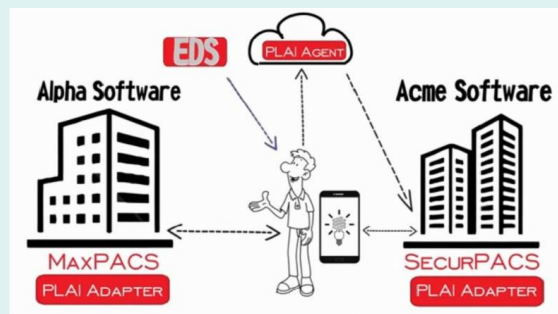 EDS
PLAI AGENT
Alpha Software
Acme Software
MAXPACS
PLAI ADAPTER
SECURPACS
PLAI ADAPTER